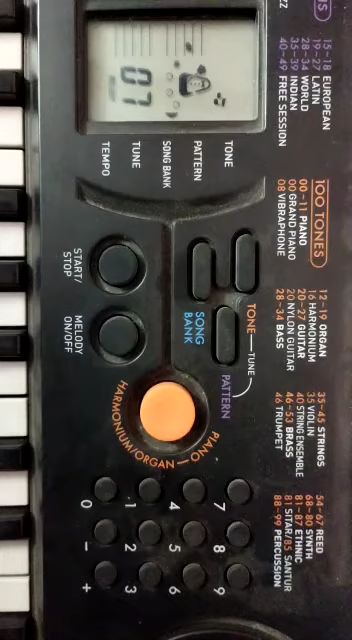 15-18 EUROPEAN
19-27 LATIN
28-34 WORLD
35-39 INDIAN
40-49 FREE SESSION
100 TONES
00-11 PIANO
00 GRAND PIANO
08 VIBRAPHONE
12-19 ORGAN
16 HARMONIUM
20-27 GUITAR
20 NYLON GUITAR
28-34 BASS
35-45 STRINGS
35 VIOLIN
40 STRING ENSEMBLE
46-53 BRASS
46 TRUMPET
54-67 REED
68-80 SYNTH
81-87 ETHNIC
81 SITAR/85 SANTUR
88-99 PERCUSSION
TONE
PATTERN
SONG BANK
TUNE
TEMPO
TONE
TUNE
PATTERN
SONG
BANK
START/
STOP
MELODY
ON/OFF
PIANO
HARMONIUM/ORGAN
7 8 9
4 5 6
1 2 3
0 - +